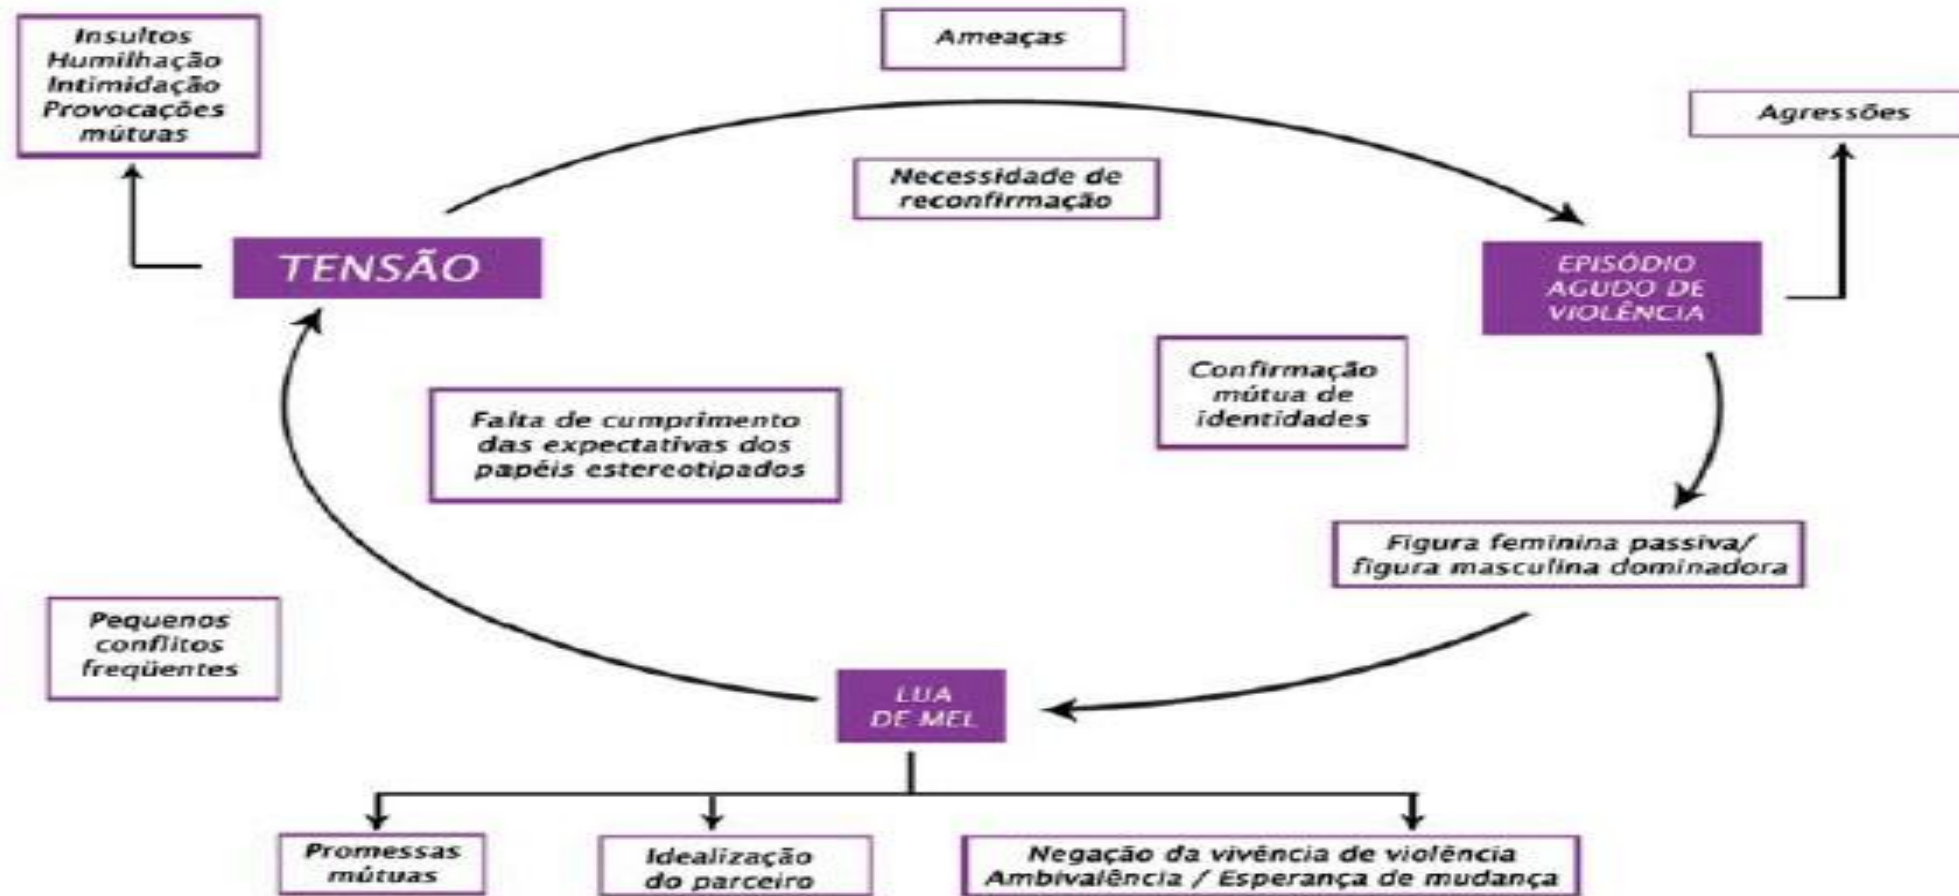 Insultos
Humilhação
Intimidação
Provocações
mútuas
Ameaças
Agressões
Necessidade de
reconfirmação
TENSÃO
EPISÓDIO
AGUDO DE
VIOLÊNCIA
Confirmação
mútua de
identidades
Falta de cumprimento
das expectativas dos
papéis estereotipados
Figura feminina passiva/
figura masculina dominadora
Pequenos
conflitos
freqüentes
LUA
DE MEL
Promessas
mútuas
Idealização
do parceiro
Negação da vivência de violência
Ambivalência / Esperança de mudança